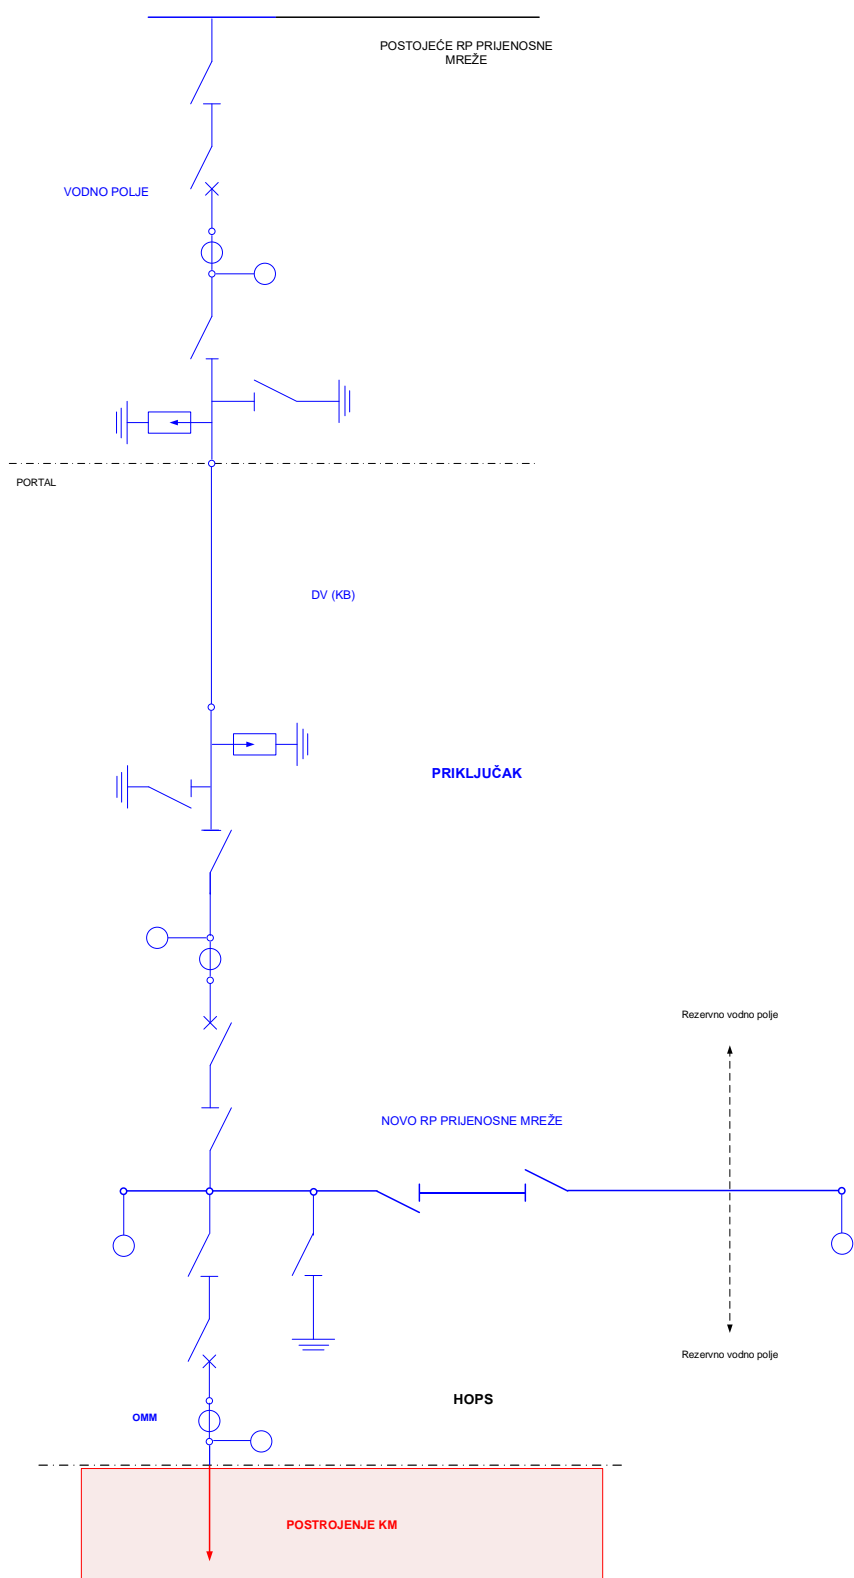 POSTOJEĆE RP PRIJENOSNE
MREŽE
VODNO POLJE
PORTAL
DV (KB)
PRIKLJUČAK
Rezervno vodno polje
NOVO RP PRIJENOSNE MREŽE
Rezervno vodno polje
HOPS
OMM
POSTROJENJE KM